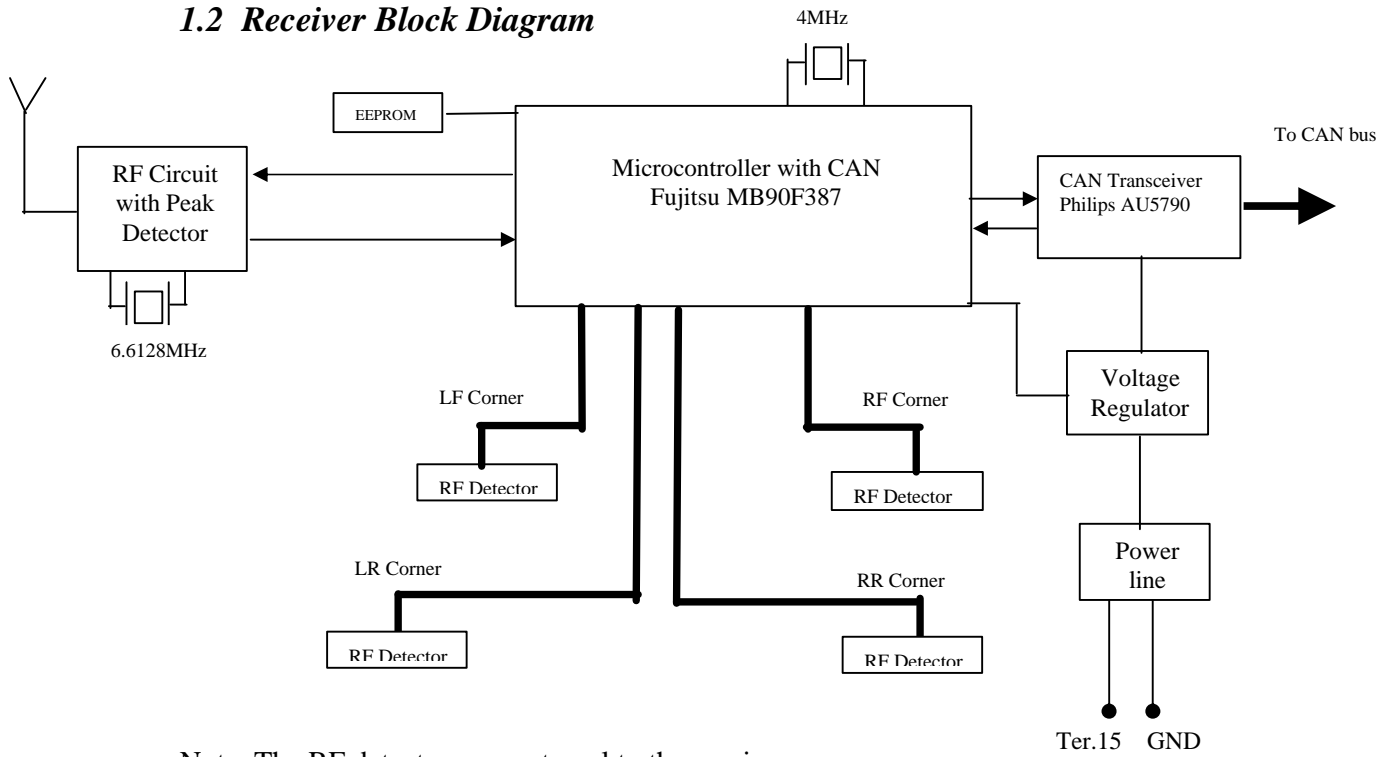 1.2 Receiver Block Diagram
4MHz
EEPROM
To CAN bus
RF Circuit
with Peak
Detector
Microcontroller with CAN
Fujitsu MB90F387
CAN Transceiver
Philips AU5790
6.6128MHz
Voltage
Regulator
LF Corner
RF Corner
RF Detector
RF Detector
Power
line
LR Corner
RR Corner
RF Detector
RF Detector
Ter.15 GND